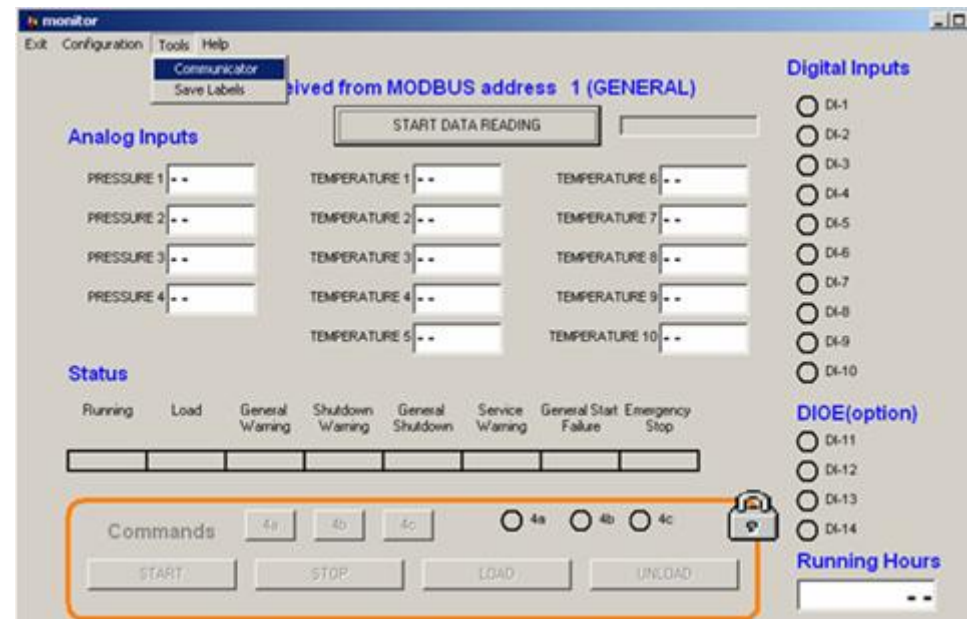 monitor
Exit Configuration Tools Help
Communicator
Save Labels
ived from MODBUS address 1 (GENERAL)
START DATA READING
Analog Inputs
PRESSURE 1 - - TEMPERATURE 1 - - TEMPERATURE 6 - -
PRESSURE 2 - - TEMPERATURE 2 - - TEMPERATURE 7 - -
PRESSURE 3 - - TEMPERATURE 3 - - TEMPERATURE 8 - -
PRESSURE 4 - - TEMPERATURE 4 - - TEMPERATURE 9 - -
TEMPERATURE 5 - - TEMPERATURE 10 - -
Status
Running Load General Warning Shutdown Warning General Shutdown Service Warning General Start Failure Emergency Stop
Commands 4a 4b 4c 4a 4b 4c
START STOP LOAD UNLOAD
Digital Inputs
DI-1
DI-2
DI-3
DI-4
DI-5
DI-6
DI-7
DI-8
DI-9
DI-10
DIOE(option)
DI-11
DI-12
DI-13
DI-14
Running Hours
- -